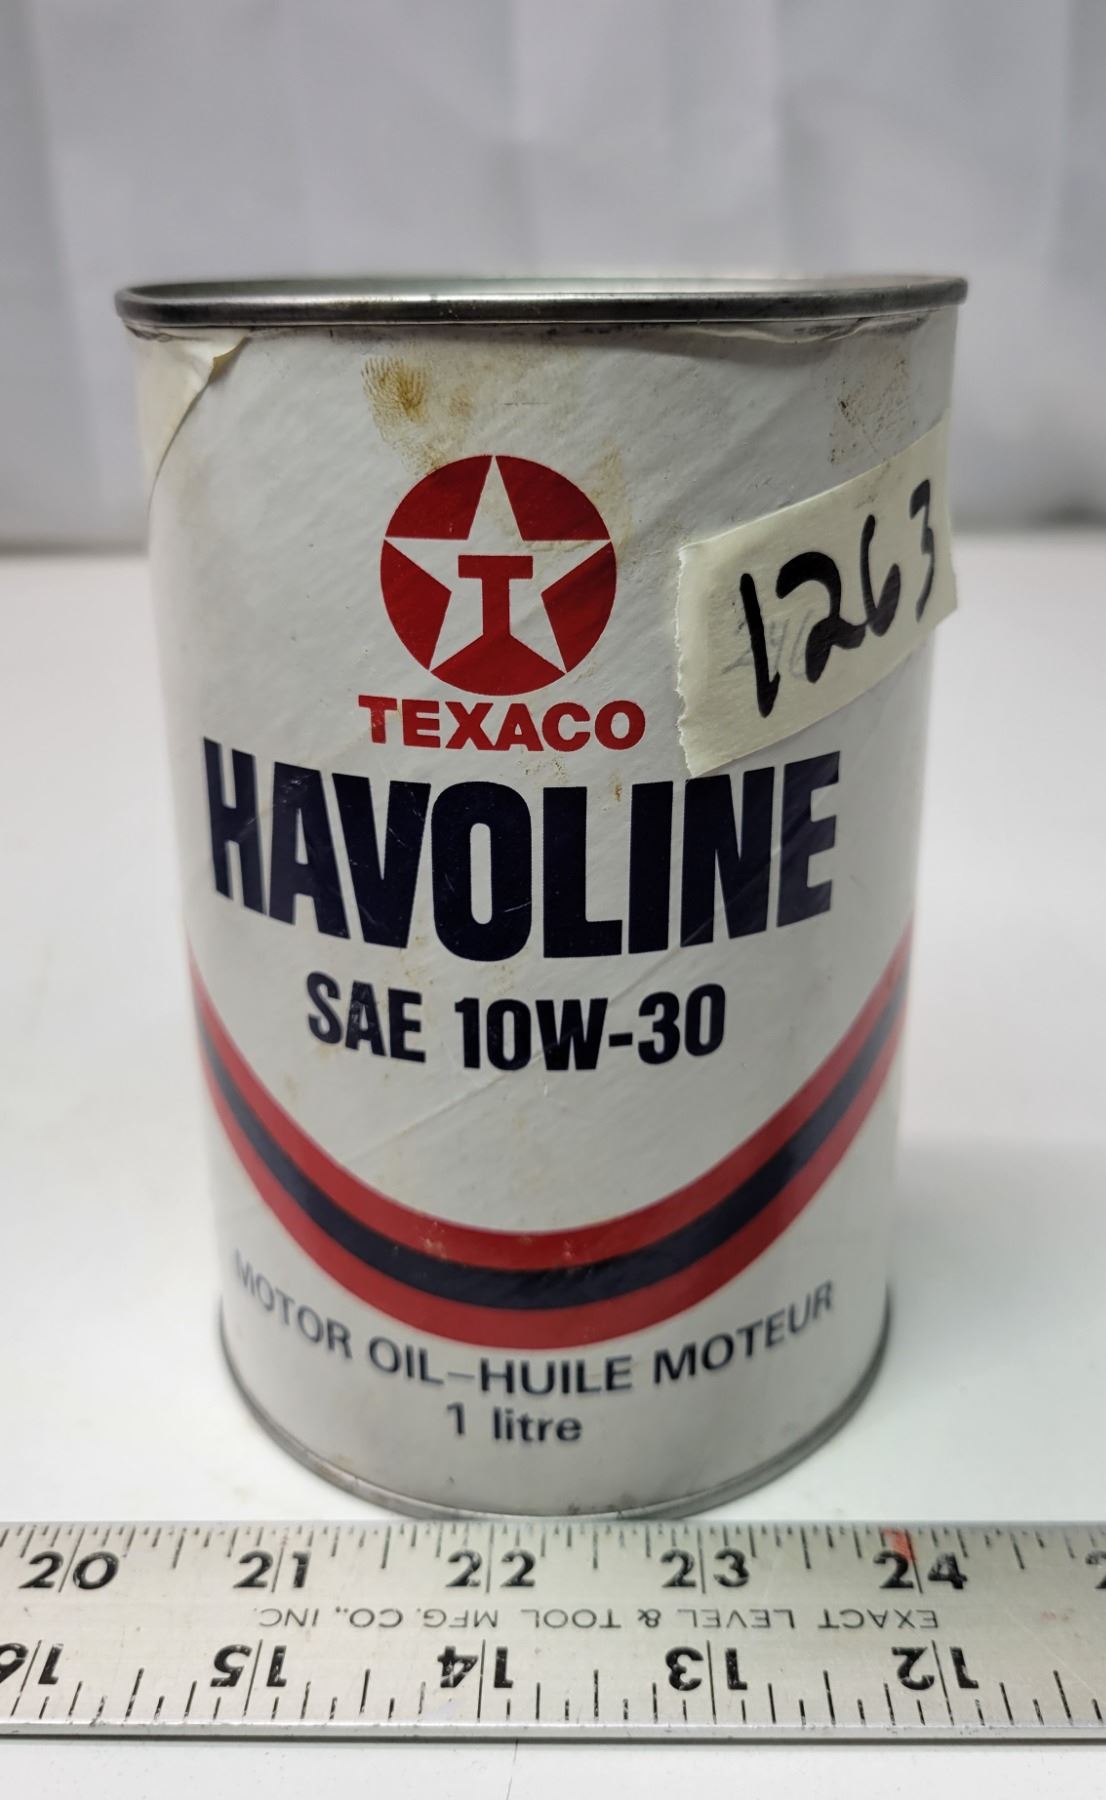 T
TEXACO
1263
HAVOLINE
SAE 10W-30
MOTOR OIL–HUILE MOTEUR
1 litre
20 21 22 23 24
EXACT LEVEL & TOOL MFG. CO., INC.
12 13 14 15 16